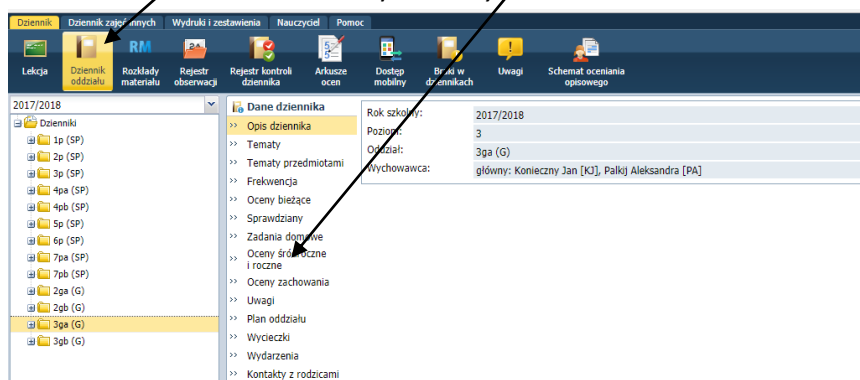 Dziennik Dziennik zajęć innych Wydruki i zestawienia Nauczyciel Pomoc
Lekcja Dziennik oddziału Rozkłady materiału Rejestr obserwacji Rejestr kontroli dziennika Arkusze ocen Dostęp mobilny Braki w dziennikach Uwagi Schemat oceniania opisowego
2017/2018
Dzienniki
1p (SP)
2p (SP)
3p (SP)
4pa (SP)
4pb (SP)
5p (SP)
6p (SP)
7pa (SP)
7pb (SP)
2ga (G)
2gb (G)
3ga (G)
3gb (G)
Dane dziennika
Opis dziennika
Tematy
Tematy przedmiotami
Frekwencja
Oceny bieżące
Sprawdziany
Zadania domowe
Oceny śródroczne
i roczne
Oceny zachowania
Uwagi
Plan oddziału
Wycieczki
Wydarzenia
Kontakty z rodzicami
Rok szkolny: 2017/2018
Poziom: 3
Oddział: 3ga (G)
Wychowawca: główny: Konieczny Jan [KJ], Palkij Aleksandra [PA]